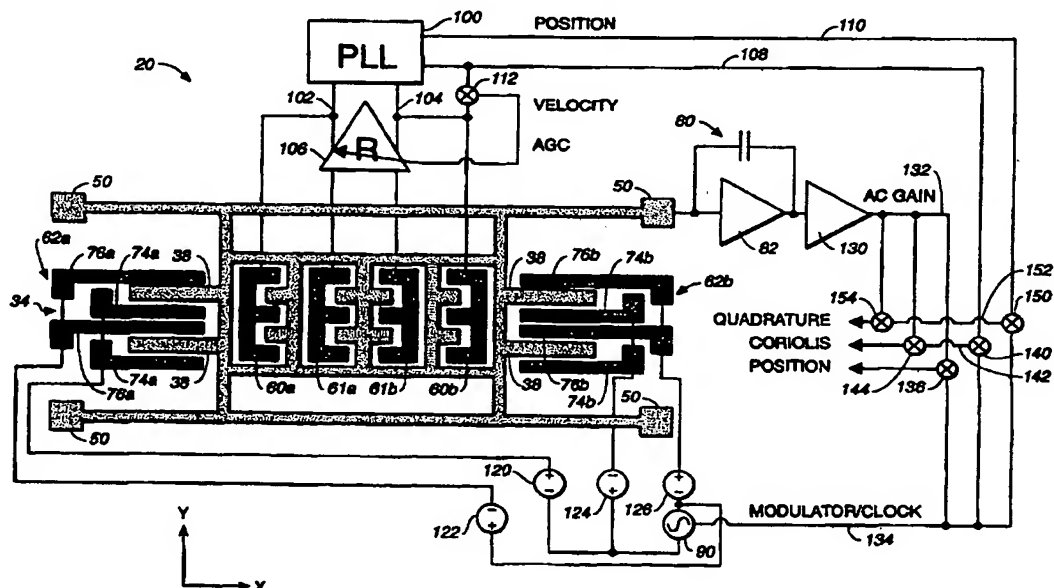 100
POSITION
110
20
PLL
108
112
102
104
VELOCITY
80
AGC
R
106
50
50
AC GAIN
132
62a
76a
74a
38
38
76b
74b
62b
82
130
152
34
154
150
QUADRATURE
CORIOLIS
POSITION
140
142
144
136
76a
74a
38
60a
61a
61b
60b
38
76b
74b
50
50
120
124
126
122
MODULATOR/CLOCK
134
90
Y
X